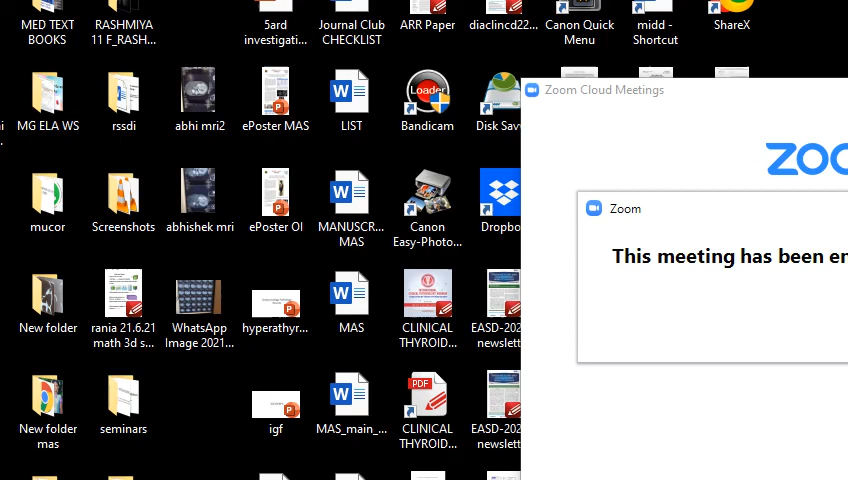 MED TEXT
BOOKS
RASHMIYA
11 F_RASH...
5ard
investigati...
Journal Club
CHECKLIST
ARR Paper
diaclincd22...
Canon Quick
Menu
midd -
Shortcut
ShareX
MG ELA WS
rssdi
abhi mri2
ePoster MAS
LIST
Loader
Bandicam
Disk Sav
Zoom Cloud Meetings
zoo
mucor
Screenshots
abhishek mri
ePoster OI
MANUSCR...
MAS
Canon
Easy-Photo...
Dropbo
Zoom
This meeting has been en
New folder
rania 21.6.21
math 3d s...
WhatsApp
Image 2021...
hyperathyr...
MAS
CLINICAL
THYROID...
EASD-202
newslett
New folder
mas
seminars
igf
MAS_main_...
PDF
CLINICAL
THYROID...
EASD-202
newslett